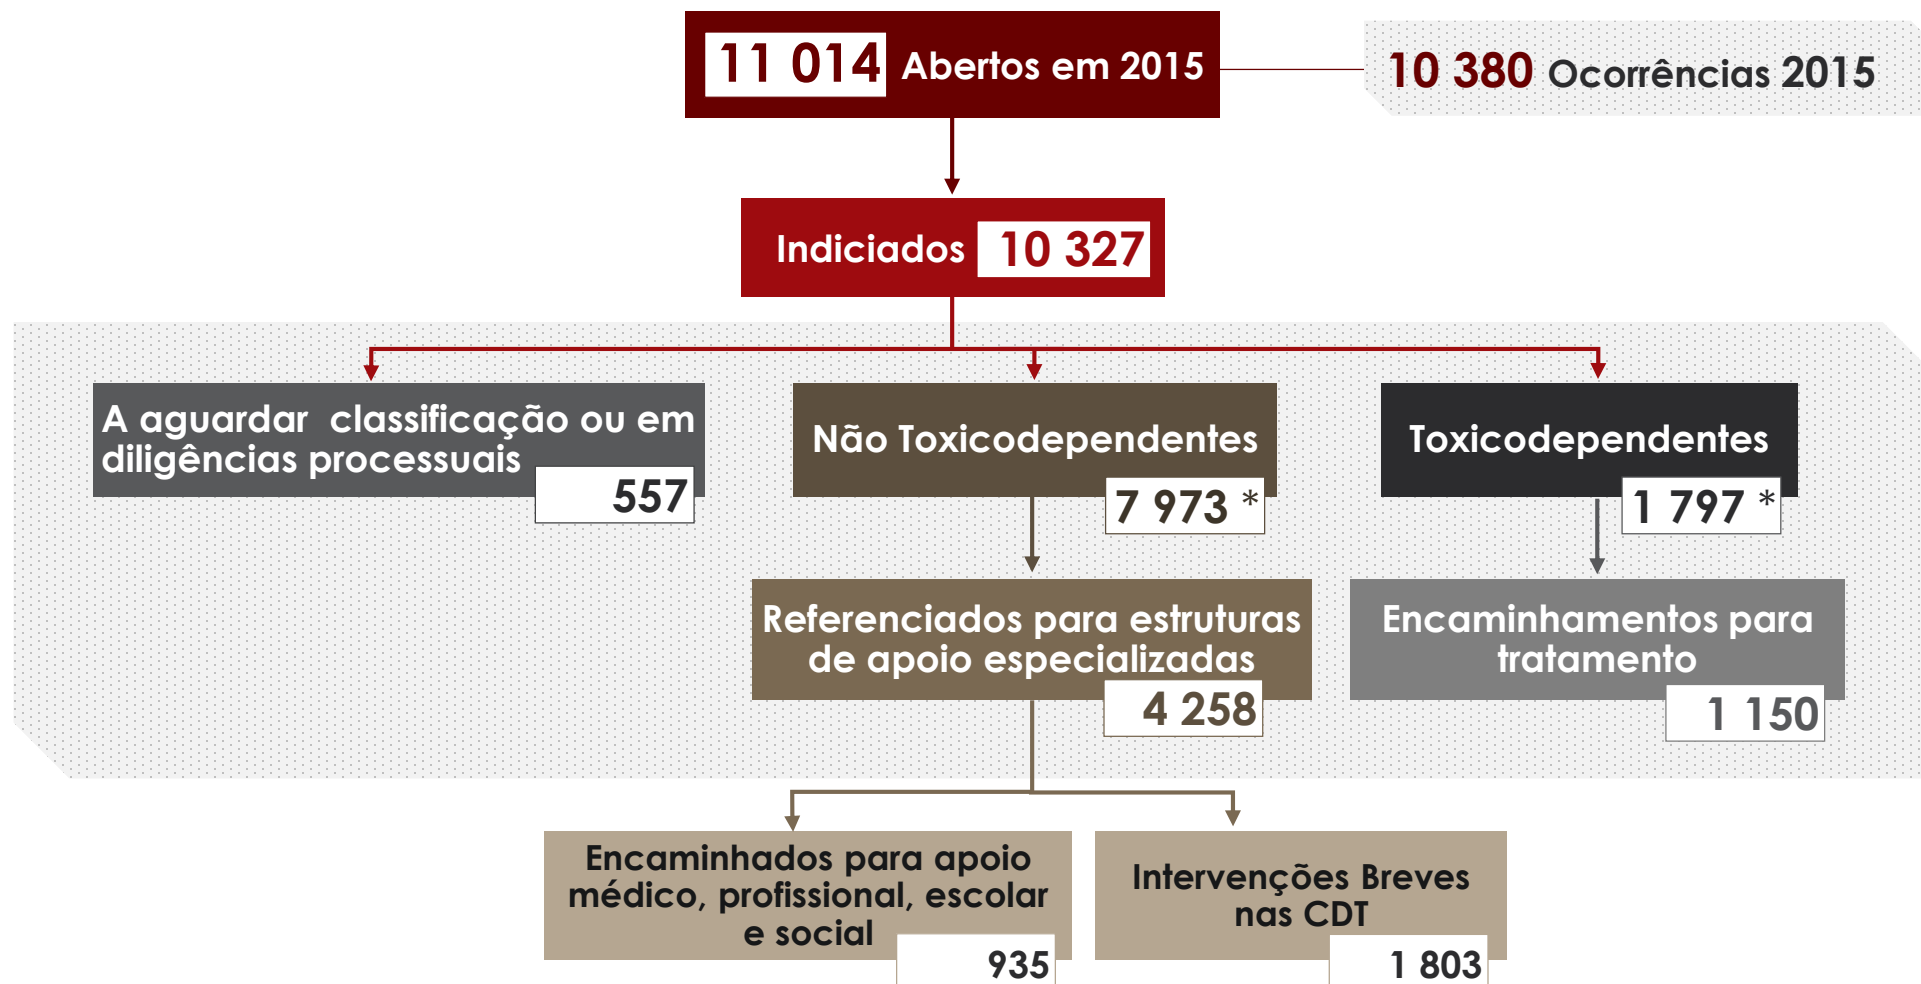 11 014 Abertos em 2015
10 380 Ocorrências 2015
Indiciados 10 327
A aguardar classificação ou em
diligências processuais
557
Não Toxicodependentes
7 973 *
Toxicodependentes
1 797 *
Referenciados para estruturas
de apoio especializadas
4 258
Encaminhamentos para
tratamento
1 150
Encaminhados para apoio
médico, profissional, escolar
e social
935
Intervenções Breves
nas CDT
1 803